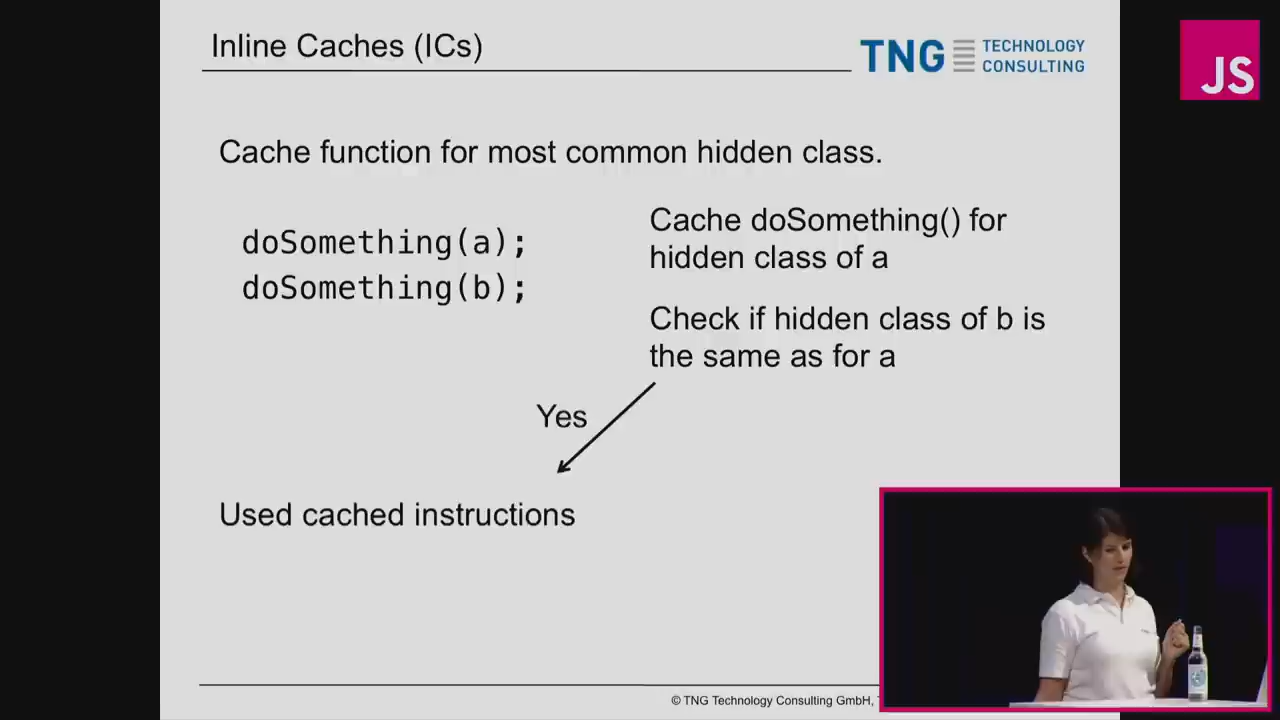 Inline Caches (ICs)
TNG TECHNOLOGY
CONSULTING
JS
Cache function for most common hidden class.
doSomething(a);
doSomething(b);
Cache doSomething() for
hidden class of a
Check if hidden class of b is
the same as for a
Yes
Used cached instructions
© TNG Technology Consulting GmbH,